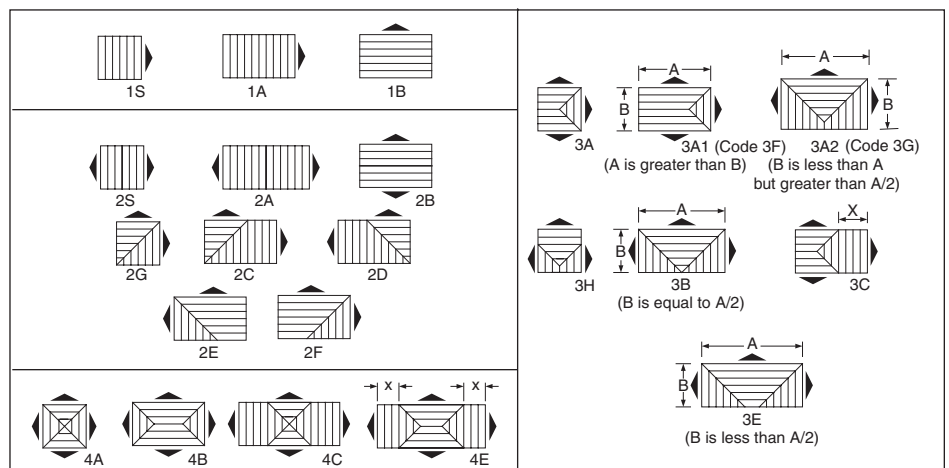 1S 1A 1B
2S 2A 2B
2G 2C 2D
2E 2F
X X
4A 4B 4C 4E
A A
B B
3A 3A1 (Code 3F) 3A2 (Code 3G)
(A is greater than B) (B is less than A
but greater than A/2)
A X
B
3H 3B 3C
(B is equal to A/2)
A
B
3E
(B is less than A/2)